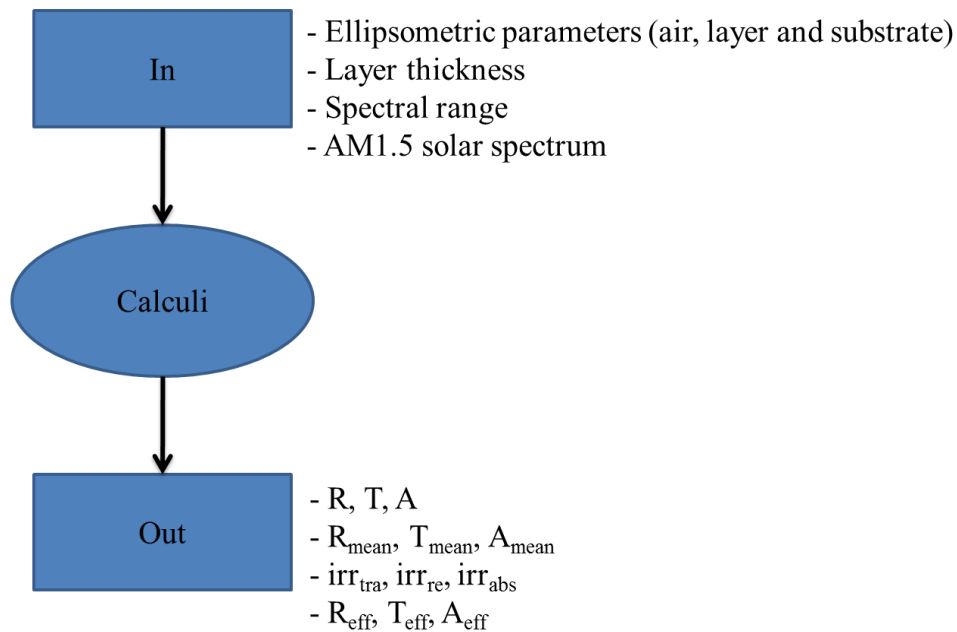 In
- Ellipsometric parameters (air, layer and substrate)
- Layer thickness
- Spectral range
- AM1.5 solar spectrum
Calculi
Out
- R, T, A
- Rmean, Tmean, Amean
- irrtra, irrre, irrabs
- Reff, Teff, Aeff